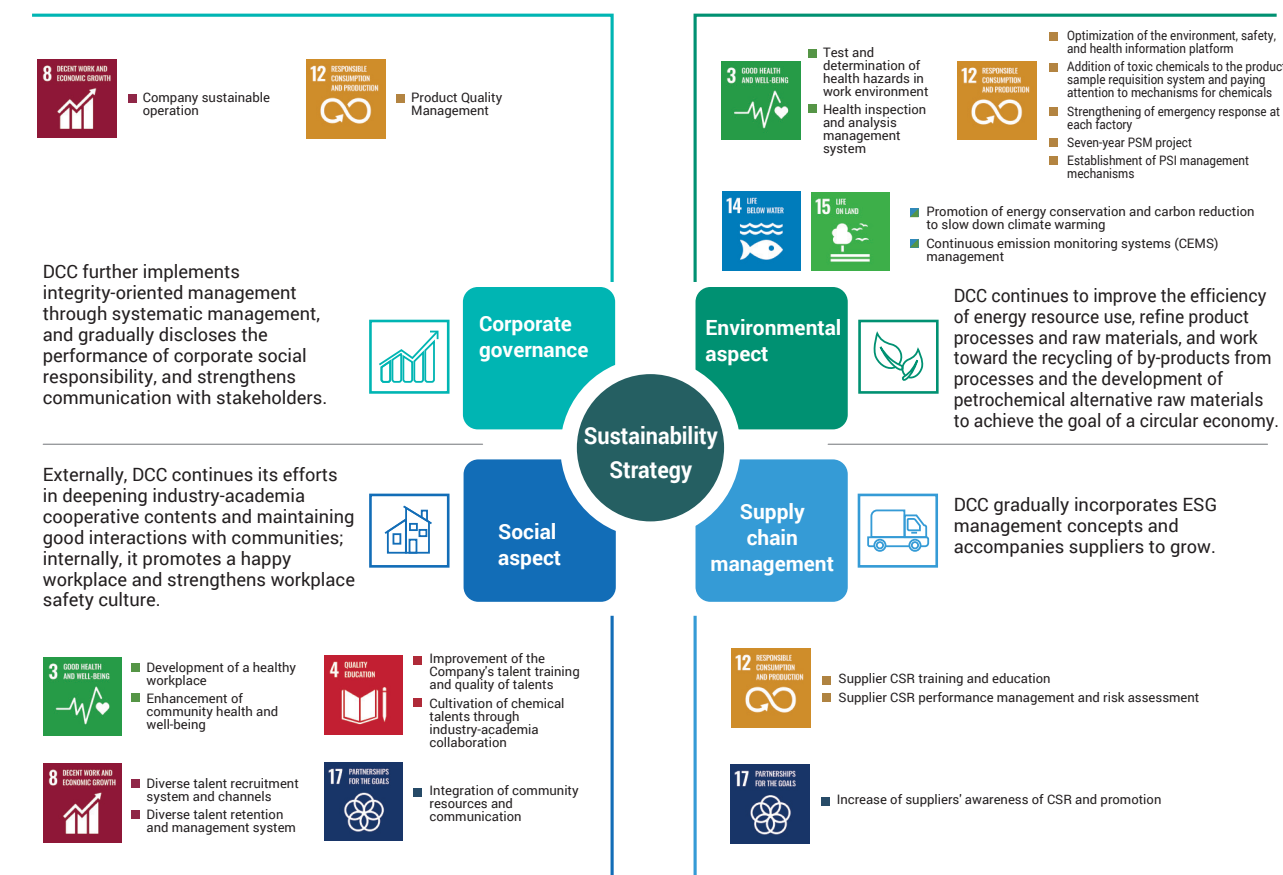 8 DECENT WORK AND
ECONOMIC GROWTH
Company sustainable
operation
12 RESPONSIBLE
CONSUMPTION
AND PRODUCTION
Product Quality
Management
3 GOOD HEALTH
AND WELL-BEING
Test and
determination of
health hazards in
work environment
Health inspection
and analysis
management
system
12 RESPONSIBLE
CONSUMPTION
AND PRODUCTION
Optimization of the environment, safety,
and health information platform
Addition of toxic chemicals to the product
sample requisition system and paying
attention to mechanisms for chemicals
Strengthening of emergency response at
each factory
Seven-year PSM project
Establishment of PSI management
mechanisms
14 LIFE
BELOW WATER
15 LIFE
ON LAND
Promotion of energy conservation and carbon reduction
to slow down climate warming
Continuous emission monitoring systems (CEMS)
management
DCC further implements
integrity-oriented management
through systematic management,
and gradually discloses the
performance of corporate social
responsibility, and strengthens
communication with stakeholders.
Corporate
governance
Environmental
aspect
DCC continues to improve the efficiency
of energy resource use, refine product
processes and raw materials, and work
toward the recycling of by-products from
processes and the development of
petrochemical alternative raw materials
to achieve the goal of a circular economy.
Sustainability
Strategy
Externally, DCC continues its efforts
in deepening industry-academia
cooperative contents and maintaining
good interactions with communities;
internally, it promotes a happy
workplace and strengthens workplace
safety culture.
Social
aspect
Supply
chain
management
DCC gradually incorporates ESG
management concepts and
accompanies suppliers to grow.
3 GOOD HEALTH
AND WELL-BEING
Development of a healthy
workplace
Enhancement of
community health and
well-being
4 QUALITY
EDUCATION
Improvement of the
Company's talent training
and quality of talents
Cultivation of chemical
talents through
industry-academia
collaboration
8 DECENT WORK AND
ECONOMIC GROWTH
Diverse talent recruitment
system and channels
Diverse talent retention
and management system
17 PARTNERSHIPS
FOR THE GOALS
Integration of community
resources and
communication
12 RESPONSIBLE
CONSUMPTION
AND PRODUCTION
Supplier CSR training and education
Supplier CSR performance management and risk assessment
17 PARTNERSHIPS
FOR THE GOALS
Increase of suppliers' awareness of CSR and promotion